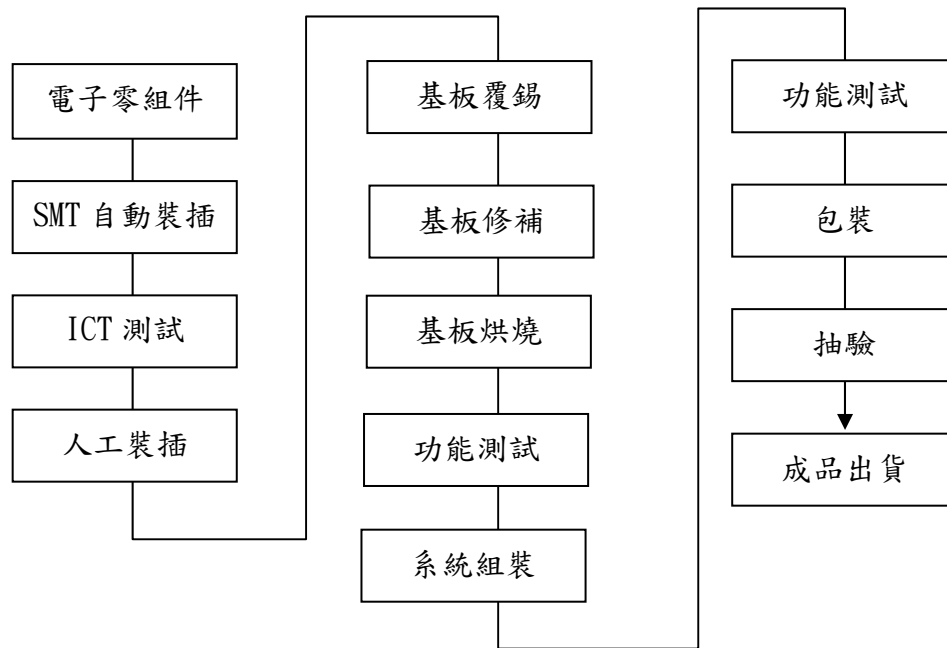 電子零組件
SMT 自動裝插
ICT 測試
人工裝插
基板覆錫
基板修補
基板烘燒
功能測試
系統組裝
功能測試
包裝
抽驗
成品出貨